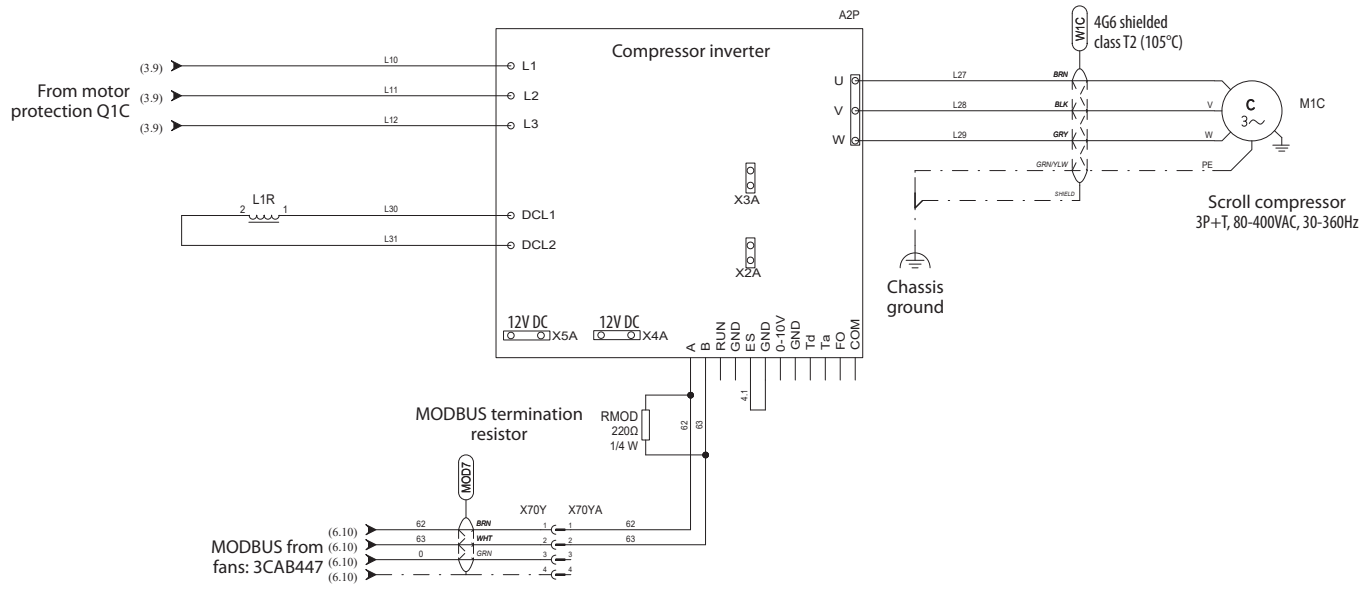 A2P
Compressor inverter
W1C
4G6 shielded
class T2 (105°C)
From motor
protection Q1C
(3.9)
(3.9)
(3.9)
L10
L11
L12
L1
L2
L3
U
V
W
L27
L28
L29
BRN
BLK
GRY
GRN/YLW
SHIELD
V
W
PE
C
3~
M1C
Scroll compressor
3P+T, 80-400VAC, 30-360Hz
Chassis
ground
L1R
2
1
L30
L31
DCL1
DCL2
X3A
X2A
12V DC
X5A
12V DC
X4A
A
B
RUN
GND
ES
GND
0-10V
GND
Td
Ta
FO
COM
4.1
MODBUS termination
resistor
RMOD
220Ω
1/4 W
62
63
MOD7
X70Y
X70YA
MODBUS from
fans: 3CAB447
(6.10)
(6.10)
(6.10)
(6.10)
62
63
0
BRN
WHT
GRN
1
2
3
4
1
2
3
4
62
63